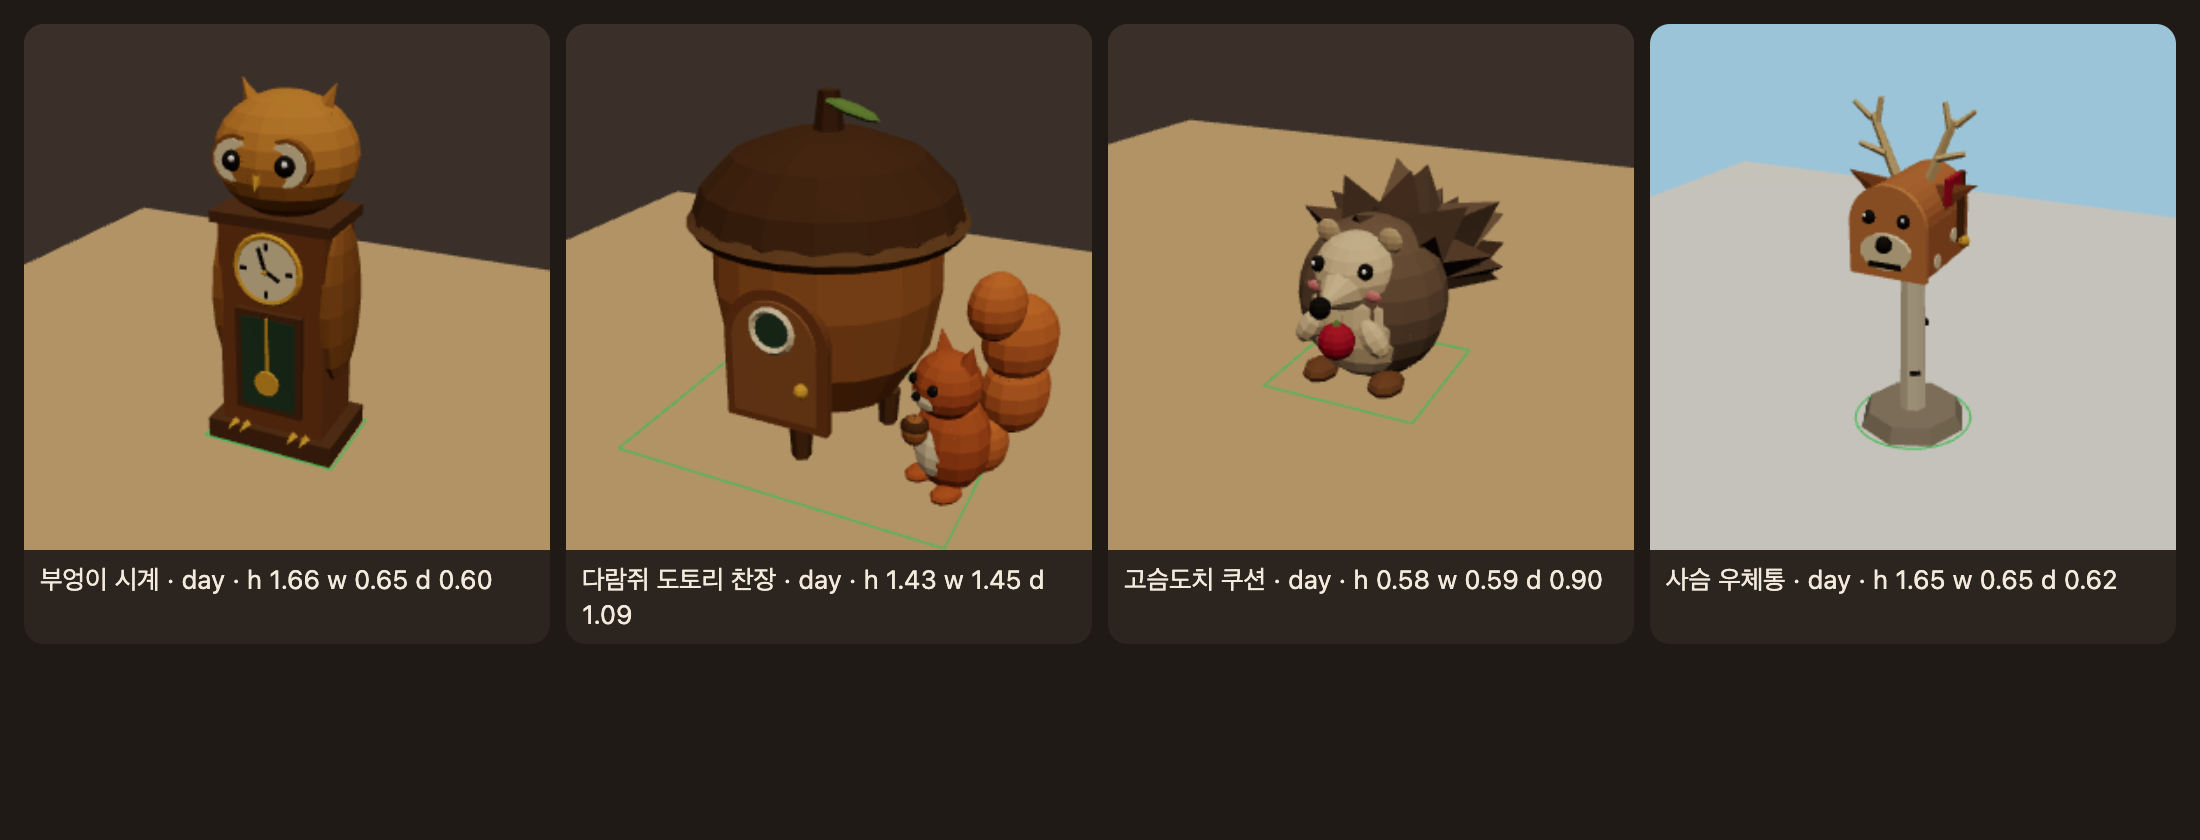 부엉이 시계 · day · h 1.66 w 0.65 d 0.60
다람쥐 도토리 찬장 · day · h 1.43 w 1.45 d
1.09
고슴도치 쿠션 · day · h 0.58 w 0.59 d 0.90
사슴 우체통 · day · h 1.65 w 0.65 d 0.62